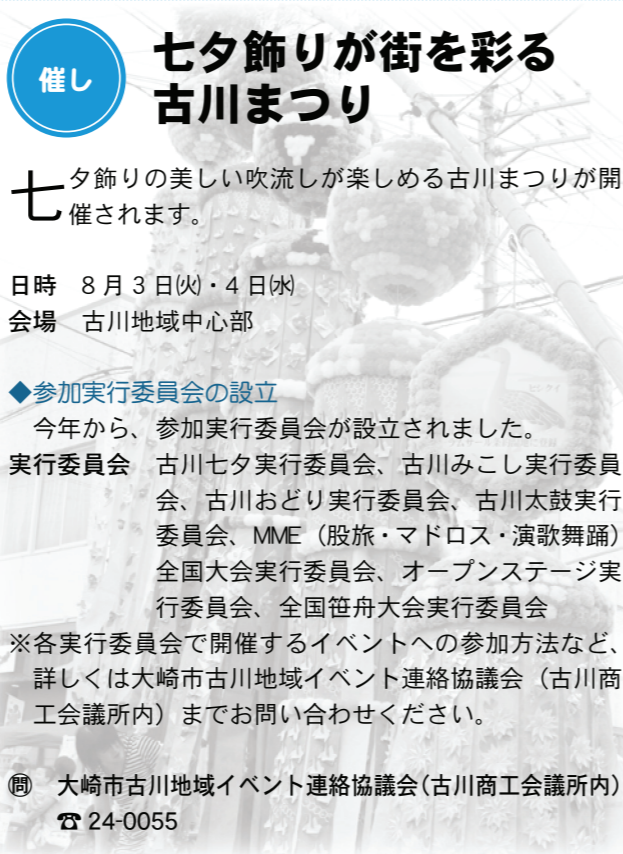 催し
七夕飾りが街を彩る
古川まつり
七夕飾りの美しい吹流しが楽しめる古川まつりが開
催されます。
日時 8月3日㈫・4日㈬
会場 古川地域中心部
◆参加実行委員会の設立
今年から、参加実行委員会が設立されました。
実行委員会 古川七夕実行委員会、古川みこし実行委員
会、古川おどり実行委員会、古川太鼓実行
委員会、MME（股旅・マドロス・演歌舞踊）
全国大会実行委員会、オープンステージ実
行委員会、全国笹舟大会実行委員会
※各実行委員会で開催するイベントへの参加方法など、
詳しくは大崎市古川地域イベント連絡協議会（古川商
工会議所内）までお問い合わせください。
㉄ 大崎市古川地域イベント連絡協議会（古川商工会議所内）
☎24-0055